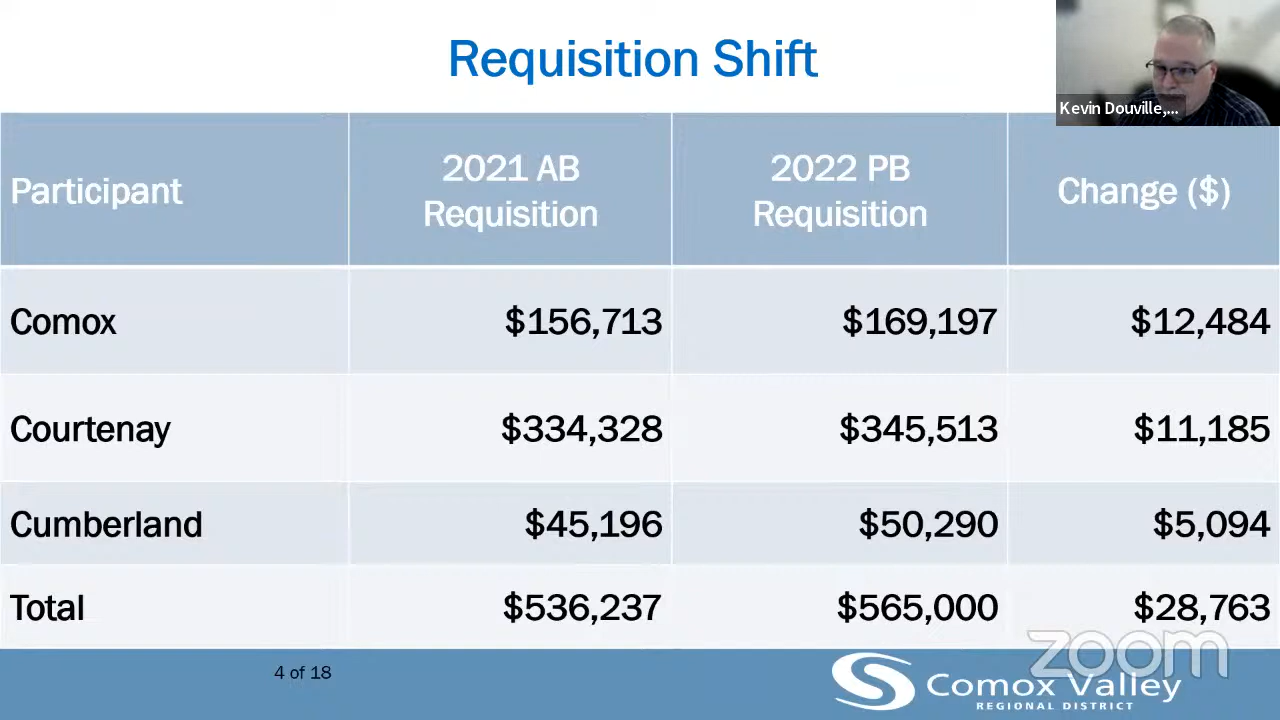 Requisition Shift
Kevin Douville,...
Participant
2021 AB
Requisition
2022 PB
Requisition
Change ($)
Comox
$156,713
$169,197
$12,484
Courtenay
$334,328
$345,513
$11,185
Cumberland
$45,196
$50,290
$5,094
Total
$536,237
$565,000
$28,763
zoom
4 of 18
Comox Valley
REGIONAL DISTRICT